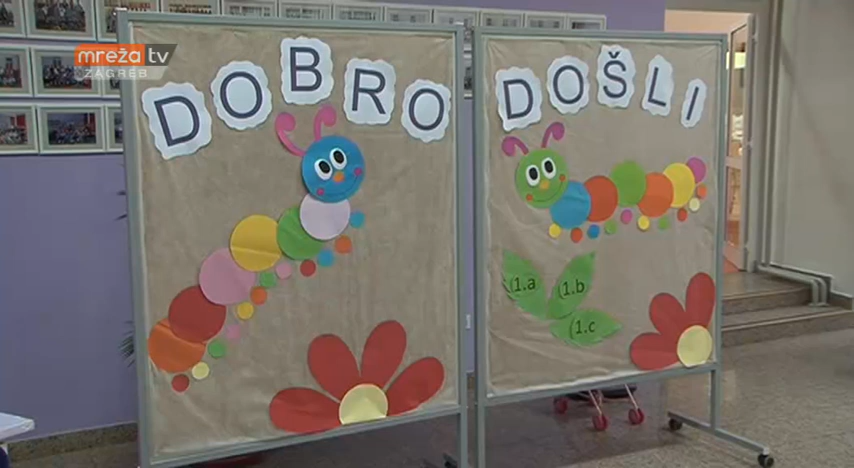 mreža tv
ZAGREB
DOBRO DOŠLI
1.a
1.b
1.c